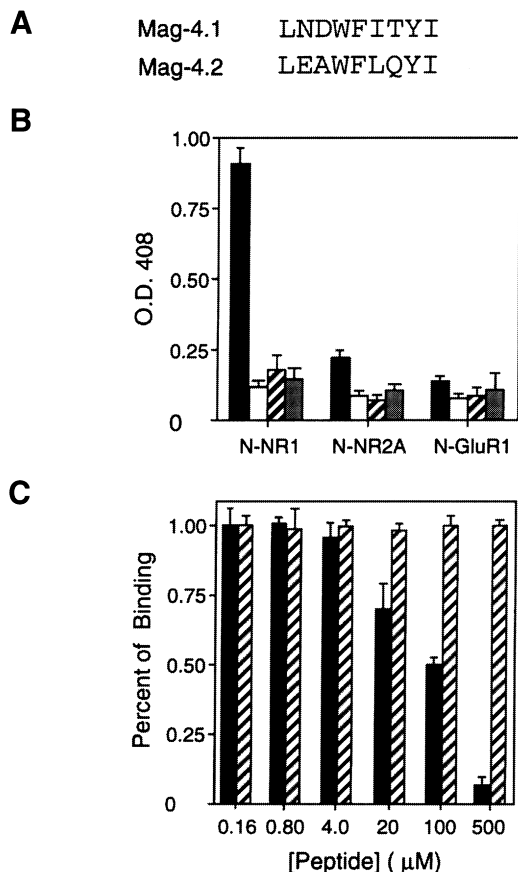 A
Mag-4.1 LNDWFITYI
Mag-4.2 LEAWFLQYI
B
1.00
0.75
0.50
0.25
0
O.D. 408
N-NR1 N-NR2A N-GluR1
C
1.00
0.75
0.50
0.25
0
Percent of Binding
0.16 0.80 4.0 20 100 500
[Peptide] ( μM)